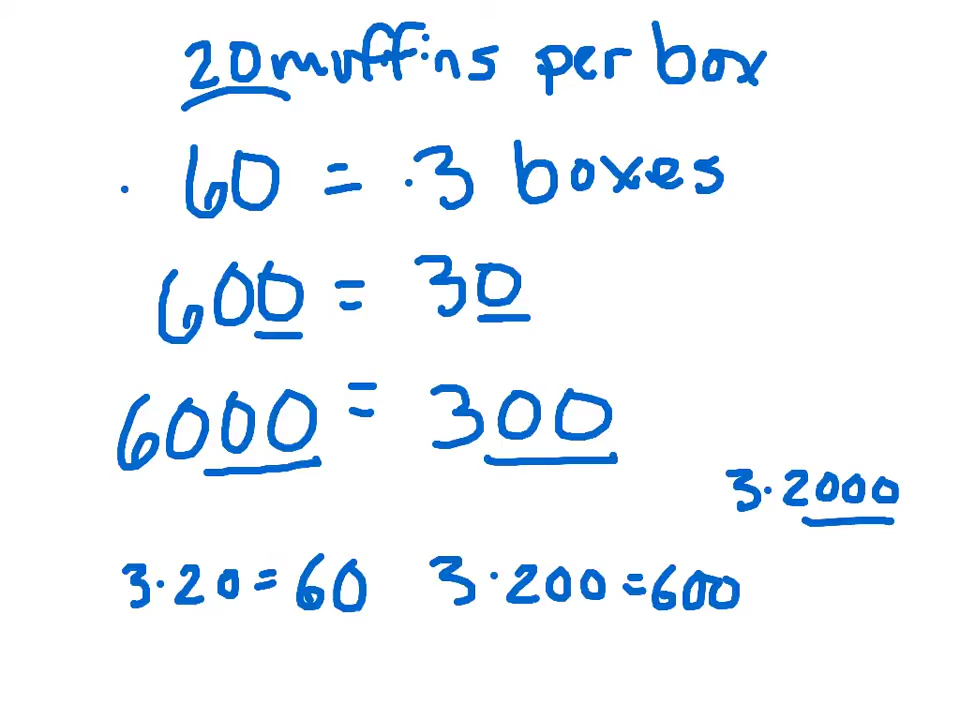 20 muffins per box
60 = 3 boxes
600 = 30
6000 = 300
3·2000
3·20=60 3·200=600